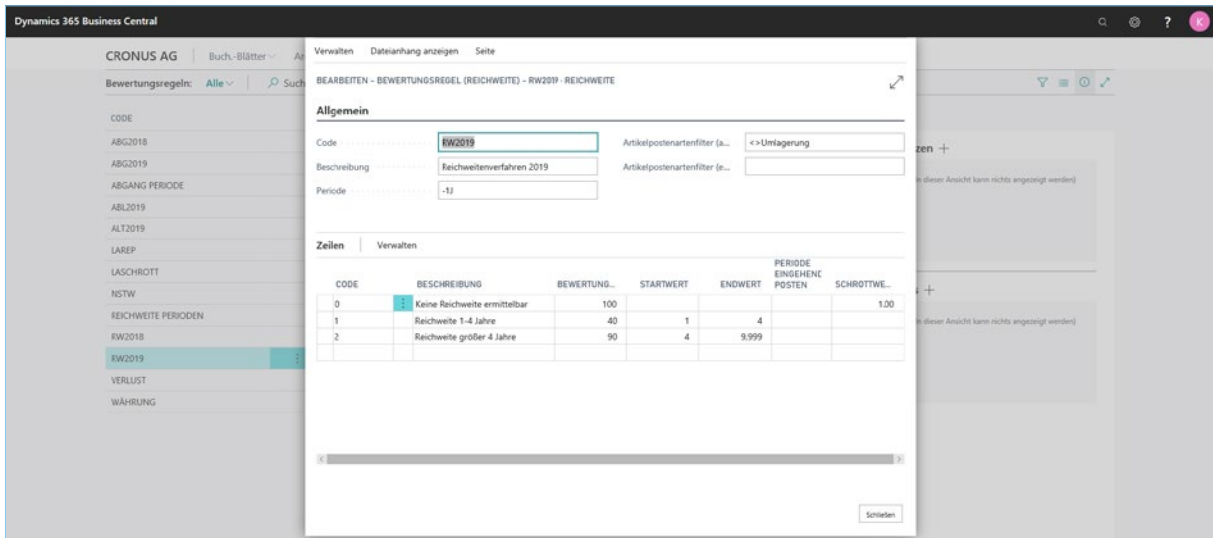 Dynamics 365 Business Central
?
K
CRONUS AG
Buch.-Blätter
Bewertungsregeln: Alle
CODE
ABG2018
ABG2019
ABGANG PERIODE
ABL2019
ALT2019
LAREP
LASCHROTT
NSTW
REICHWEITE PERIODEN
RW2018
RW2019
VERLUST
WÄHRUNG
Verwalten Dateianhang anzeigen Seite
BEARBEITEN – BEWERTUNGSREGEL (REICHWEITE) – RW2019 · REICHWEITE
Allgemein
Code RW2019 Artikelpostenartenfilter (a... <>Umlagerung
Beschreibung Reichweitenverfahren 2019 Artikelpostenartenfilter (e...
Periode -1J
Zeilen Verwalten
CODE BESCHREIBUNG BEWERTUNG... STARTWERT ENDWERT PERIODE EINGEHEND POSTEN SCHROTTWE...
0 Keine Reichweite ermittelbar 100 1.00
1 Reichweite 1-4 Jahre 40 1 4
2 Reichweite größer 4 Jahre 90 4 9.999
Schließen
dieser Ansicht kann nichts angezeigt werden)
dieser Ansicht kann nichts angezeigt werden)